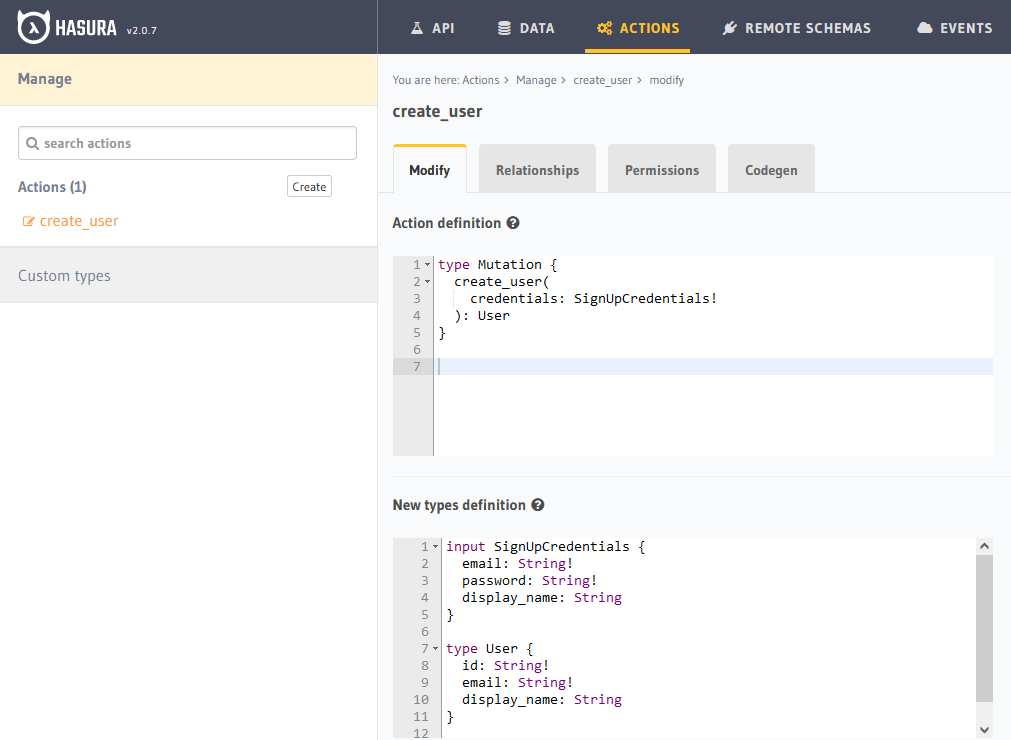 HASURA v2.0.7
API DATA ACTIONS REMOTE SCHEMAS EVENTS
Manage
search actions
Actions (1) Create
create_user
Custom types
You are here: Actions > Manage > create_user > modify
create_user
Modify Relationships Permissions Codegen
Action definition ?
1 type Mutation {
2 create_user(
3 credentials: SignUpCredentials!
4 ): User
5 }
6
7
New types definition ?
1 input SignUpCredentials {
2 email: String!
3 password: String!
4 display_name: String
5 }
6
7 type User {
8 id: String!
9 email: String!
10 display_name: String
11 }
12